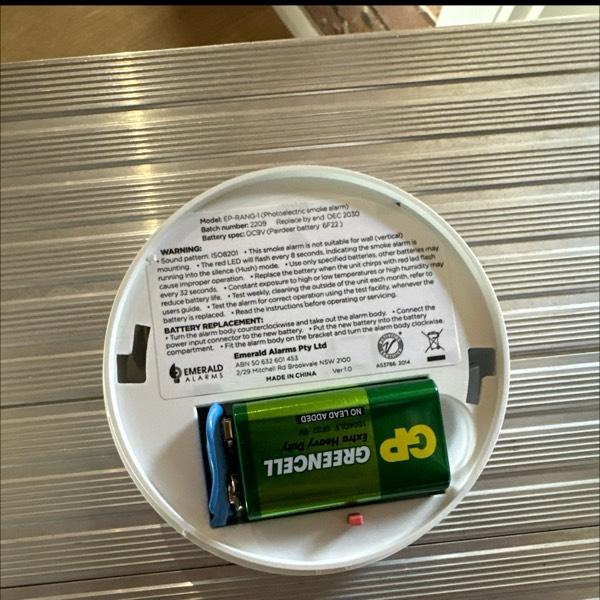 Model: EP-RANG-1 (Photoelectric smoke alarm)
Batch number: 2209 Replace by end: DEC 2030
Battery spec: DC9V (Pairdeer battery 6F22)
WARNING:
• Sound pattern: ISO8201 • This smoke alarm is not suitable for wall (vertical)
mounting. • The red LED will flash every 8 seconds, indicating the smoke alarm is
running into the silence (Hush) mode. • Use only specified batteries, other batteries may
cause improper operation. • Replace the battery when the unit chirps with red led flash
every 32 seconds. • Constant exposure to high or low temperatures or high humidity may
reduce battery life. • Test weekly, cleaning the outside of the unit each month, refer to
users guide. • Test the alarm for correct operation using the test facility, whenever the
battery is replaced. • Read the instructions before operating or servicing.
BATTERY REPLACEMENT:
• Turn the alarm body counterclockwise and take out the alarm body. • Connect the
power input connector to the new battery. • Put the new battery into the battery
compartment. • Fit the alarm body on the bracket and turn the alarm body clockwise.
Emerald Alarms Pty Ltd
ABN 50 632 601 453
2/29 Mitchell Rd Brookvale NSW 2100
MADE IN CHINA Ver 1.0
EMERALD
ALARMS
AS3786 2014
GP
GREENCELL
Extra Heavy Duty
1604GLF 6F22 9V
NO LEAD ADDED